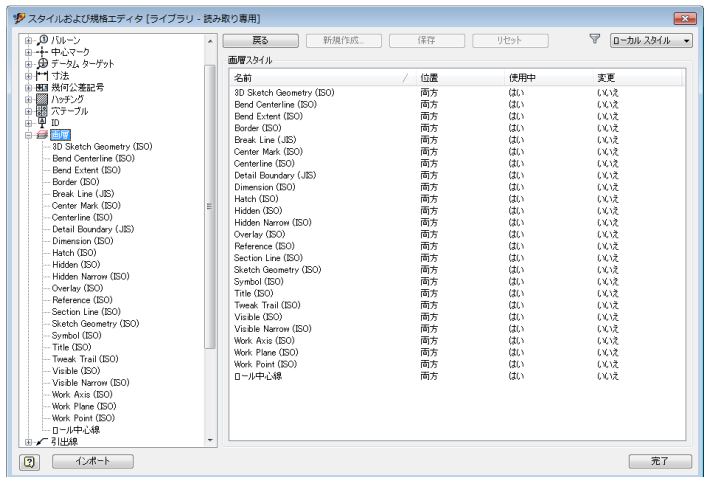 スタイルおよび規格エディタ [ライブラリ - 読み取り専用]
バルーン
中心マーク
データム ターゲット
寸法
幾何公差記号
ハッチング
穴テーブル
ID
画層
3D Sketch Geometry (ISO)
Bend Centerline (ISO)
Bend Extent (ISO)
Border (ISO)
Break Line (JIS)
Center Mark (ISO)
Centerline (ISO)
Detail Boundary (JIS)
Dimension (ISO)
Hatch (ISO)
Hidden (ISO)
Hidden Narrow (ISO)
Overlay (ISO)
Reference (ISO)
Section Line (ISO)
Sketch Geometry (ISO)
Symbol (ISO)
Title (ISO)
Tweak Trail (ISO)
Visible (ISO)
Visible Narrow (ISO)
Work Axis (ISO)
Work Plane (ISO)
Work Point (ISO)
ロール中心線
引出線
戻る 新規作成... 保存 リセット ローカル スタイル
画層スタイル
名前 位置 使用中 変更
3D Sketch Geometry (ISO) 両方 はい いいえ
Bend Centerline (ISO) 両方 はい いいえ
Bend Extent (ISO) 両方 はい いいえ
Border (ISO) 両方 はい いいえ
Break Line (JIS) 両方 はい いいえ
Center Mark (ISO) 両方 はい いいえ
Centerline (ISO) 両方 はい いいえ
Detail Boundary (JIS) 両方 はい いいえ
Dimension (ISO) 両方 はい いいえ
Hatch (ISO) 両方 はい いいえ
Hidden (ISO) 両方 はい いいえ
Hidden Narrow (ISO) 両方 はい いいえ
Overlay (ISO) 両方 はい いいえ
Reference (ISO) 両方 はい いいえ
Section Line (ISO) 両方 はい いいえ
Sketch Geometry (ISO) 両方 はい いいえ
Symbol (ISO) 両方 はい いいえ
Title (ISO) 両方 はい いいえ
Tweak Trail (ISO) 両方 はい いいえ
Visible (ISO) 両方 はい いいえ
Visible Narrow (ISO) 両方 はい いいえ
Work Axis (ISO) 両方 はい いいえ
Work Plane (ISO) 両方 はい いいえ
Work Point (ISO) 両方 はい いいえ
ロール中心線 両方 はい いいえ
? インポート 完了